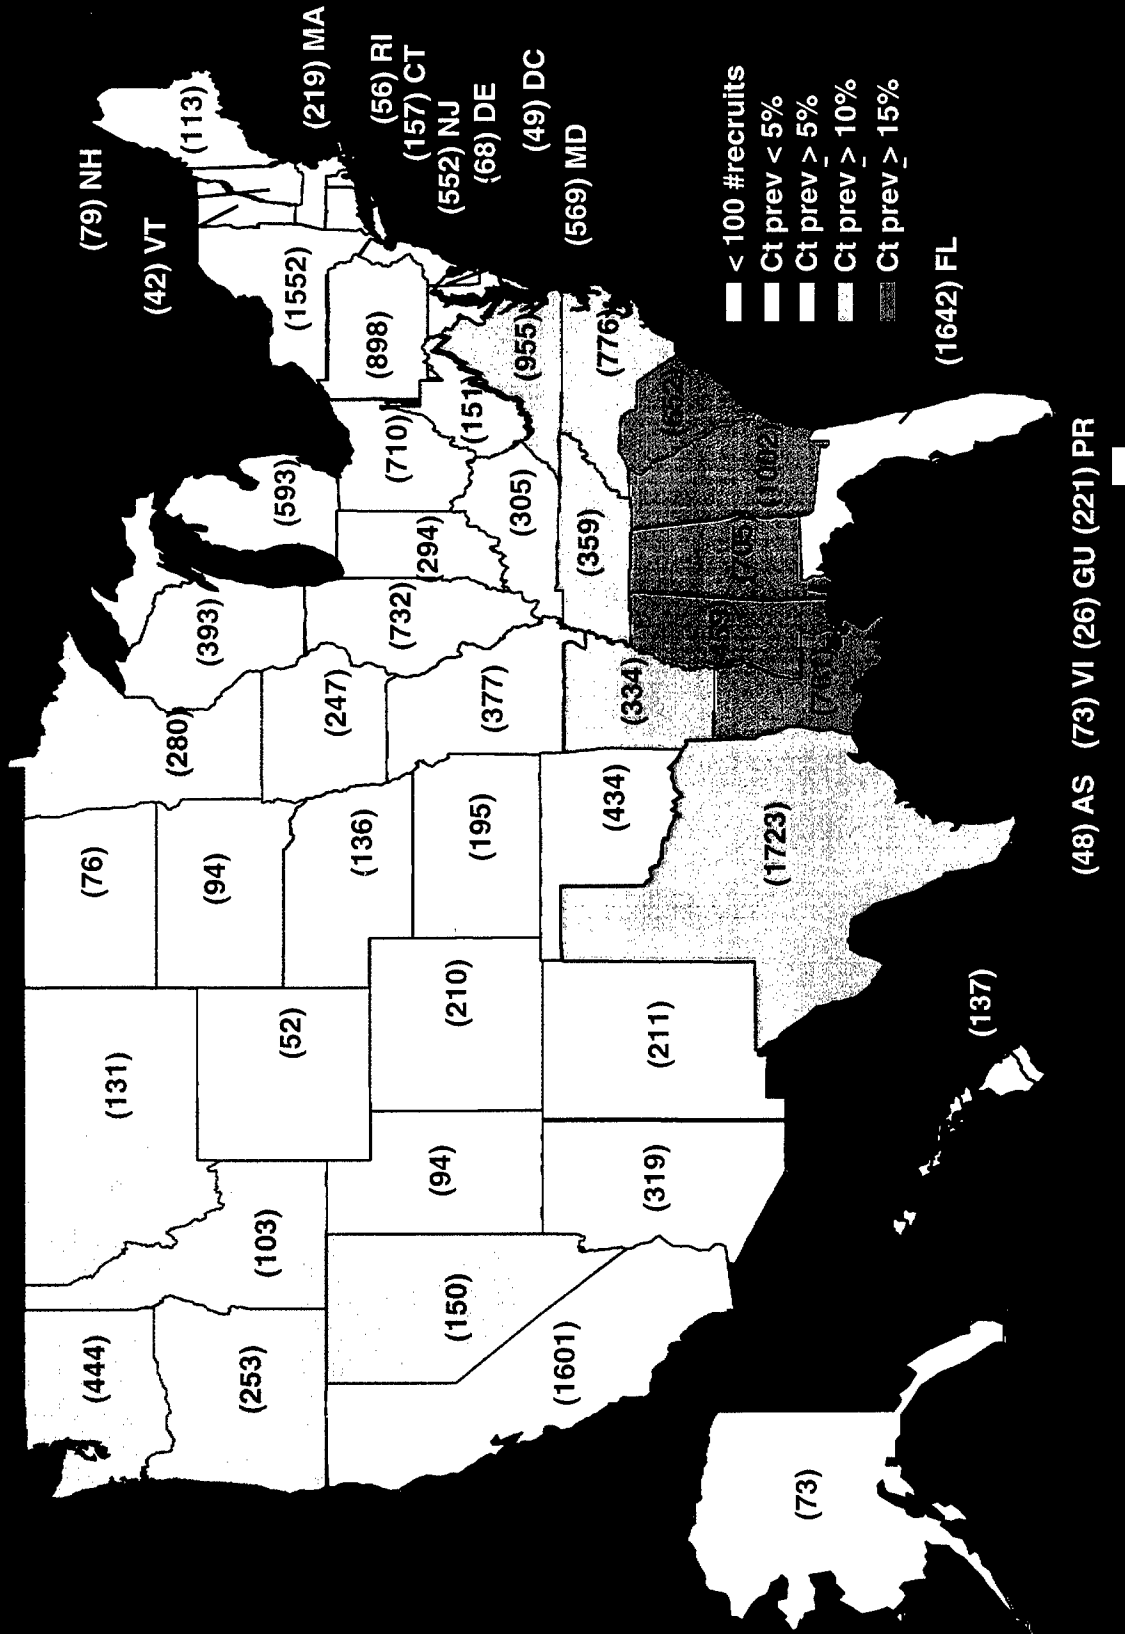 (79) NH
(42) VT
(113)
(219) MA
(56) RI
(157) CT
(552) NJ
(68) DE
(49) DC
(569) MD
(444)
(131)
(76)
(280)
(393)
(593)
(1552)
(253)
(103)
(52)
(94)
(247)
(732)
(294)
(710)
(898)
(150)
(94)
(210)
(136)
(195)
(377)
(305)
(151)
(955)
(1601)
(319)
(211)
(434)
(334)
(359)
(776)
(1723)
(73)
(137)
< 100 #recruits
Ct prev < 5%
Ct prev > 5%
Ct prev > 10%
Ct prev > 15%
(1642) FL
(48) AS (73) VI (26) GU (221) PR